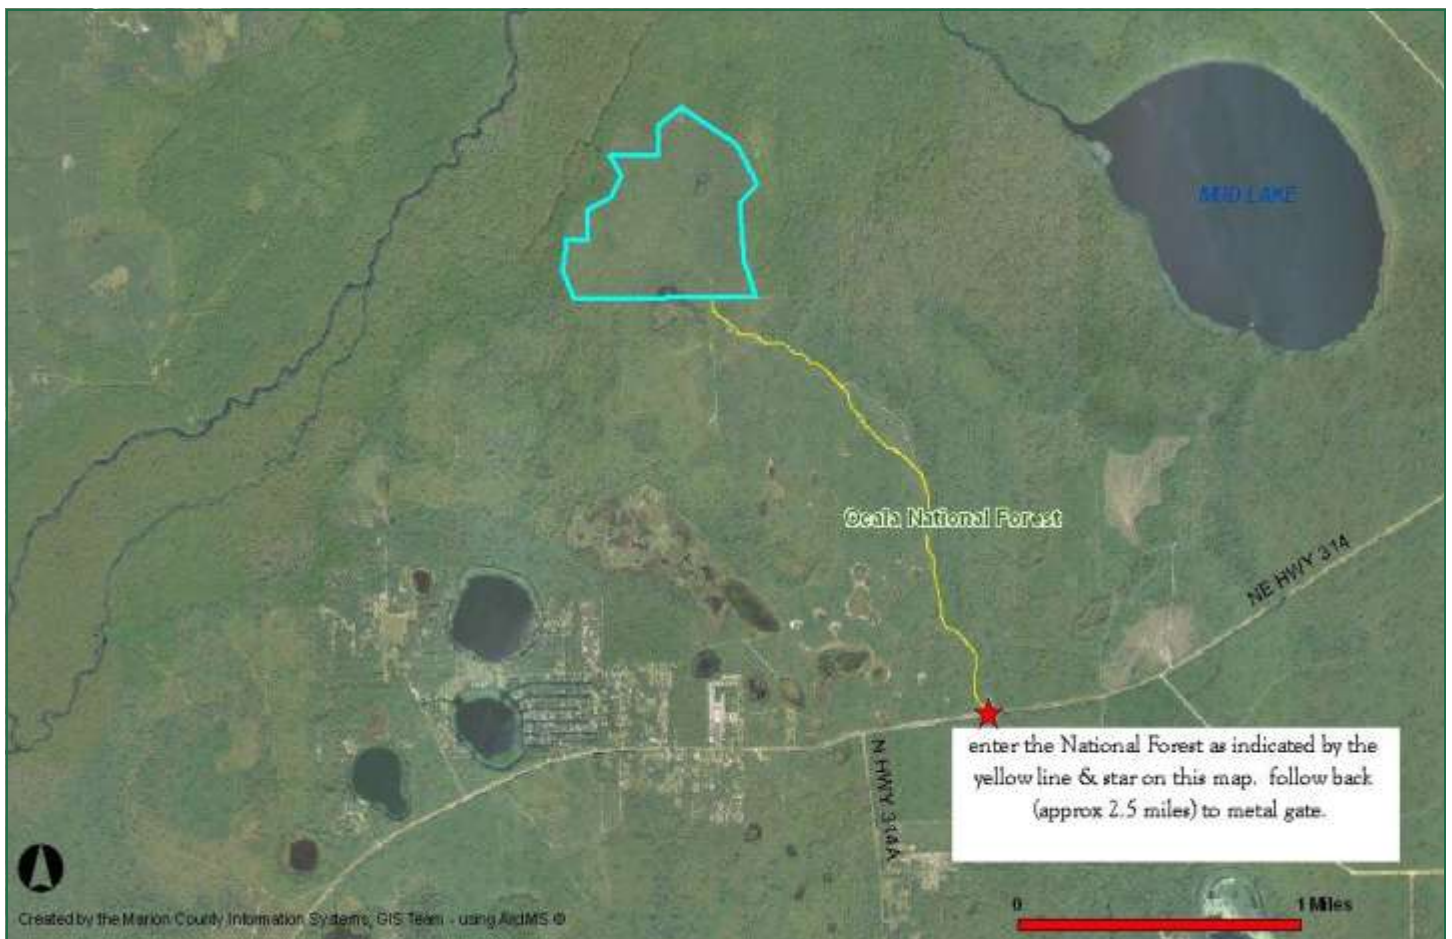 MUD LAKE
Ocala National Forest
NE HWY 314
N HWY 314A
enter the National Forest as indicated by the
yellow line & star on this map. follow back
(approx 2.5 miles) to metal gate.
0 1 Miles
Created by the Marion County Information Systems, GIS Team - using ArcIMS ©